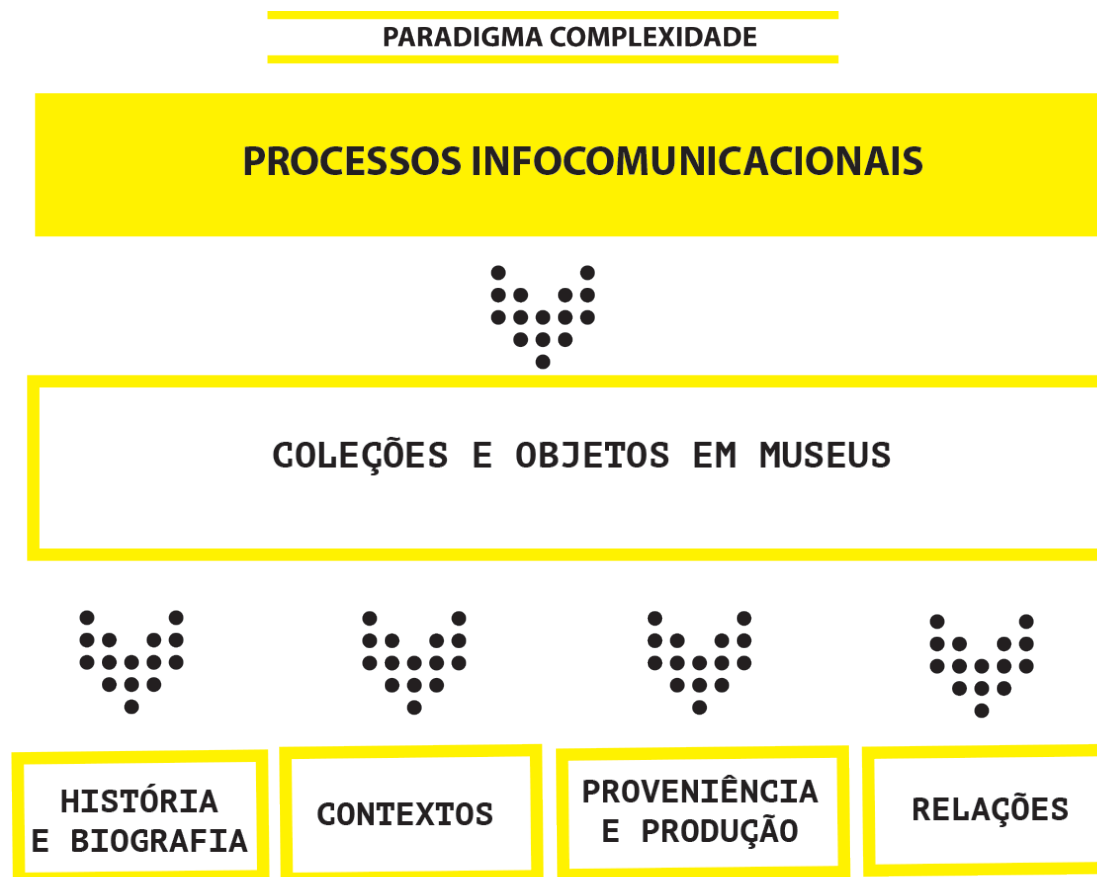 PARADIGMA COMPLEXIDADE
PROCESSOS INFOCOMUNICACIONAIS
COLEÇÕES E OBJETOS EM MUSEUS
HISTÓRIA
E BIOGRAFIA
CONTEXTOS
PROVENIÊNCIA
E PRODUÇÃO
RELAÇÕES